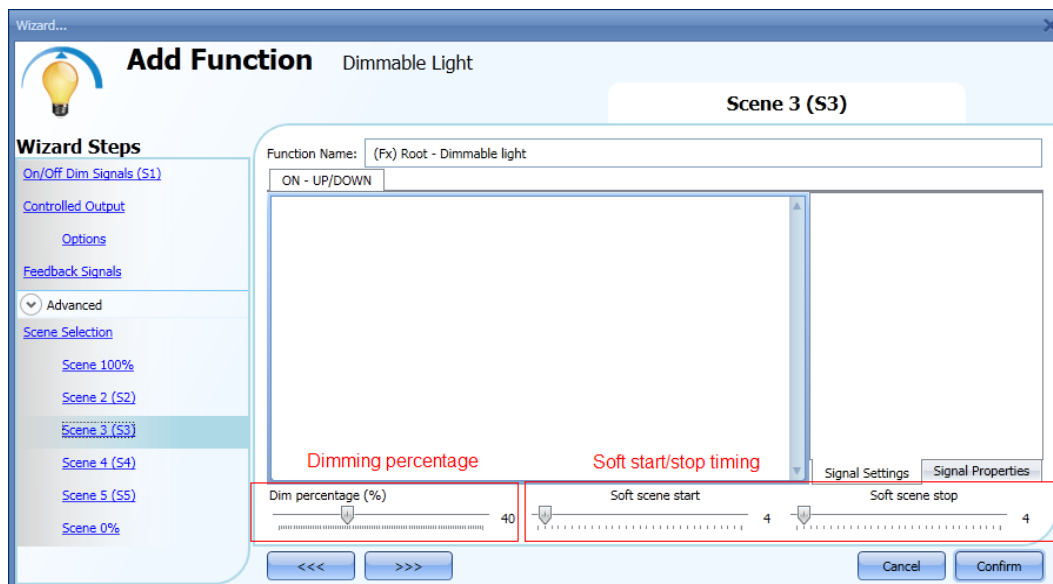 Wizard...
Add Function Dimmable Light
Scene 3 (S3)
Wizard Steps
On/Off Dim Signals (S1)
Controlled Output
Options
Feedback Signals
Advanced
Scene Selection
Scene 100%
Scene 2 (S2)
Scene 3 (S3)
Scene 4 (S4)
Scene 5 (S5)
Scene 0%
Function Name: (Fx) Root - Dimmable light
ON - UP/DOWN
Dimming percentage
Soft start/stop timing
Signal Settings
Signal Properties
Dim percentage (%)
40
Soft scene start
4
Soft scene stop
4
<<<
>>>
Cancel
Confirm